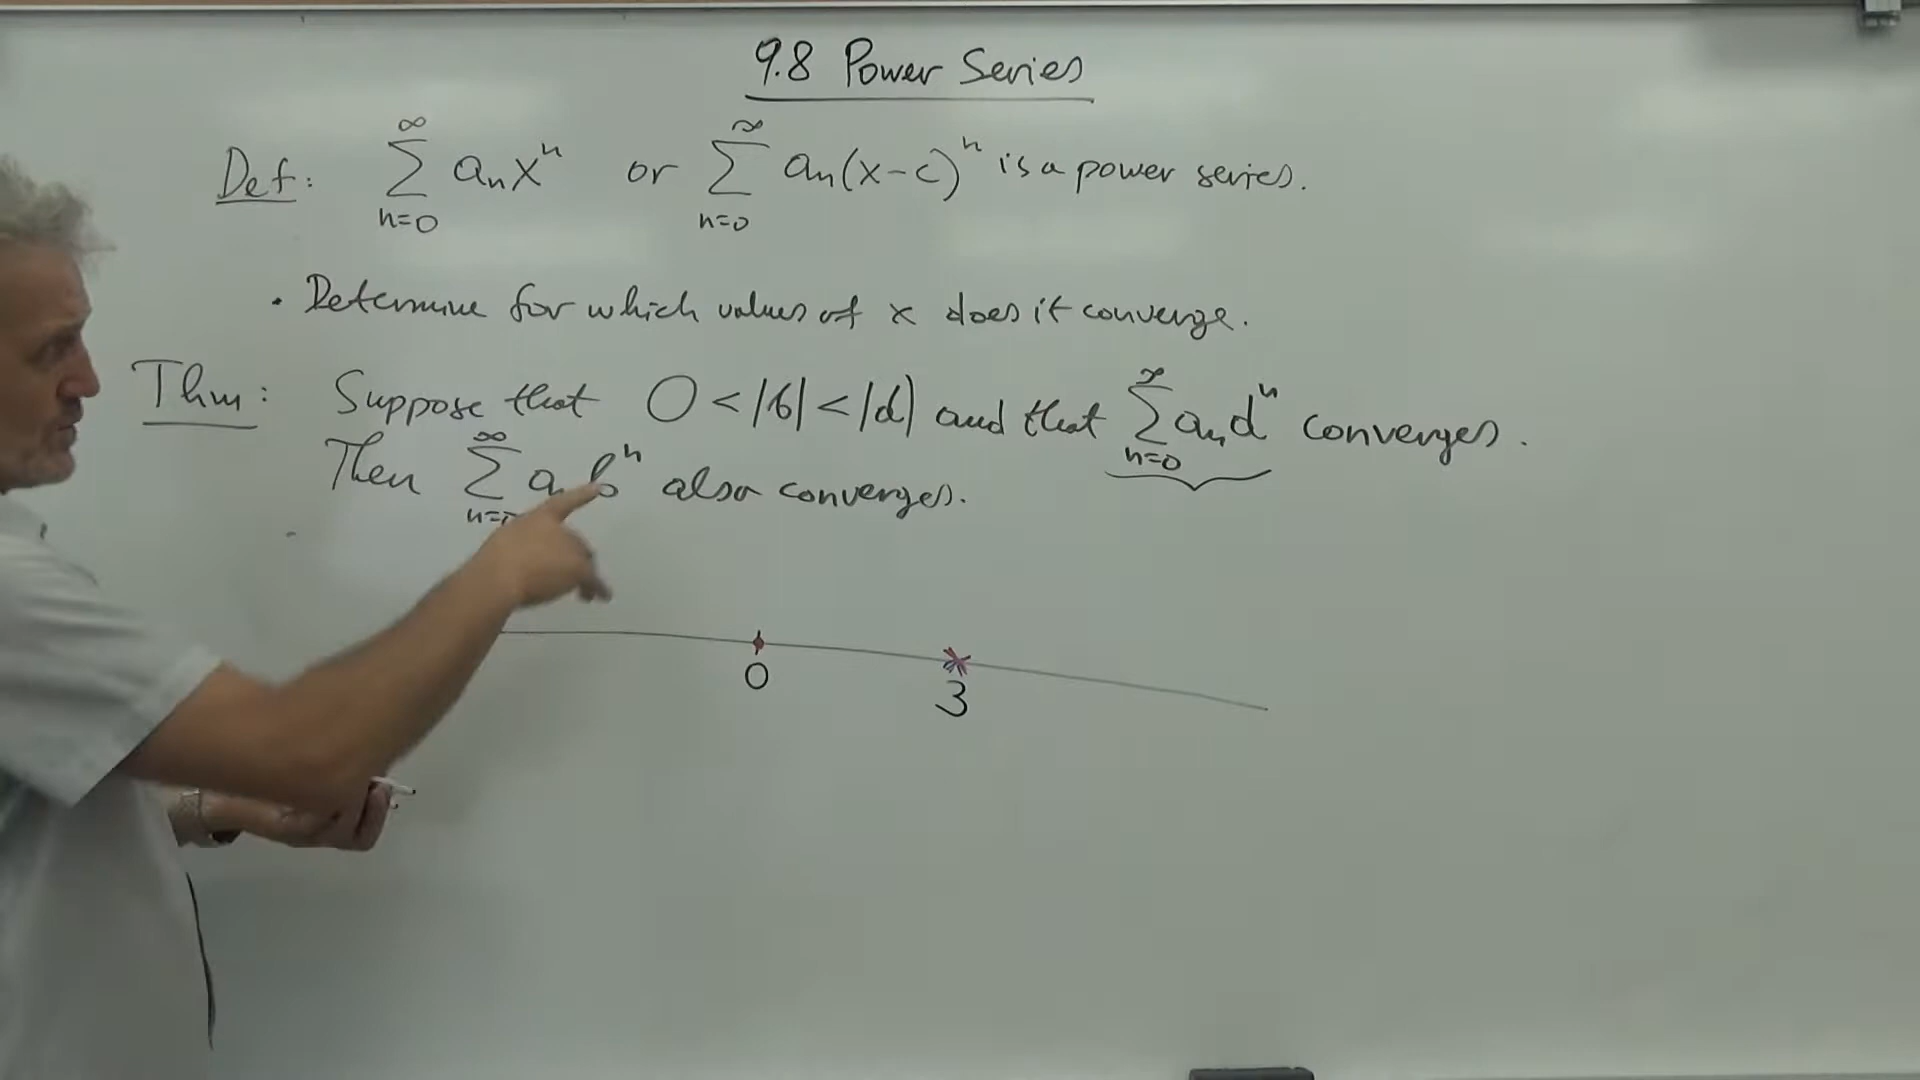 9.8 Power Series
Def: ∑_{n=0}^{∞} a_n x^n or ∑_{n=0}^{∞} a_n (x-c)^n is a power series.
· Determine for which values of x does it converge.
Thm: Suppose that 0 < |b| < |d| and that ∑_{n=0}^{∞} a_n d^n converges.
Then ∑_{n=0}^{∞} a_n b^n also converges.
0 3